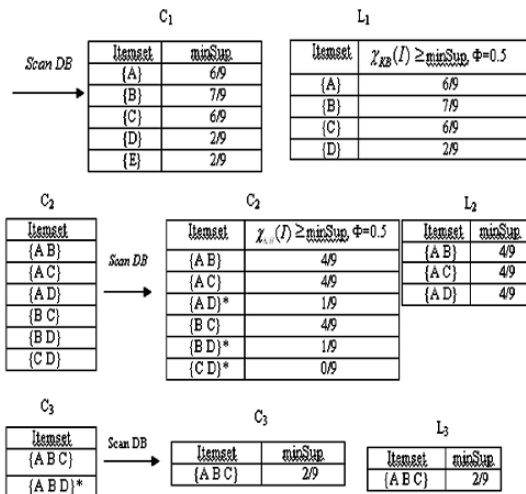 C1 L1
Scan DB
Itemset minSup
{A} 6/9
{B} 7/9
{C} 6/9
{D} 2/9
{E} 2/9
Itemset χKB(I) ≥ minSup, Φ=0.5
{A} 6/9
{B} 7/9
{C} 6/9
{D} 2/9
C2 C2 L2
Itemset
{A B}
{A C}
{A D}
{B C}
{B D}
{C D}
Scan DB
Itemset χKB(I) ≥ minSup, Φ=0.5
{A B} 4/9
{A C} 4/9
{A D}* 1/9
{B C} 4/9
{B D}* 1/9
{C D}* 0/9
Itemset minSup
{A B} 4/9
{A C} 4/9
{A D} 4/9
C3 C3 L3
Itemset
{A B C}
{A B D}*
Scan DB
Itemset minSup
{A B C} 2/9
Itemset minSup
{A B C} 2/9